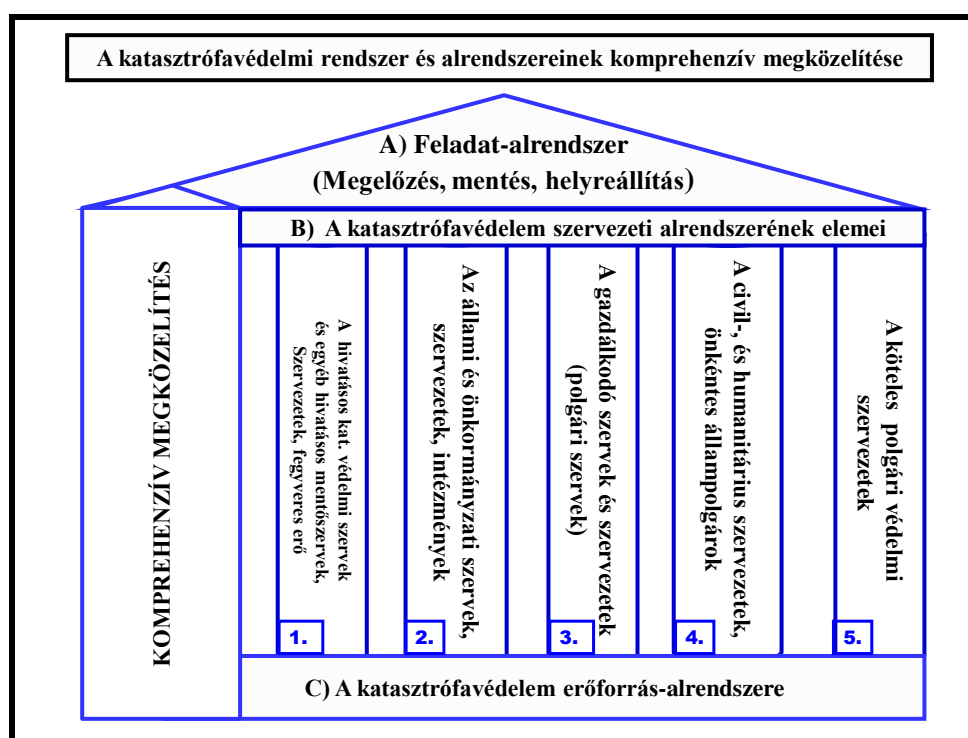 A katasztrófavédelmi rendszer és alrendszereinek komprehenzív megközelítése
A) Feladat-alrendszer
(Megelőzés, mentés, helyreállítás)
B) A katasztrófavédelem szervezeti alrendszerének elemei
KOMPREHENZÍV MEGKÖZELÍTÉS
A hivatásos kat. védelmi szervek
és egyéb hivatásos mentőszervek,
Szervezetek, fegyveres erő
1.
Az állami és önkormányzati szervek,
szervezetek, intézmények
2.
A gazdálkodó szervek és szervezetek
(polgári szervek)
3.
A civil-, és humanitárius szervezetek,
önkéntes állampolgárok
4.
A köteles polgári védelmi
szervezetek
5.
C) A katasztrófavédelem erőforrás-alrendszere